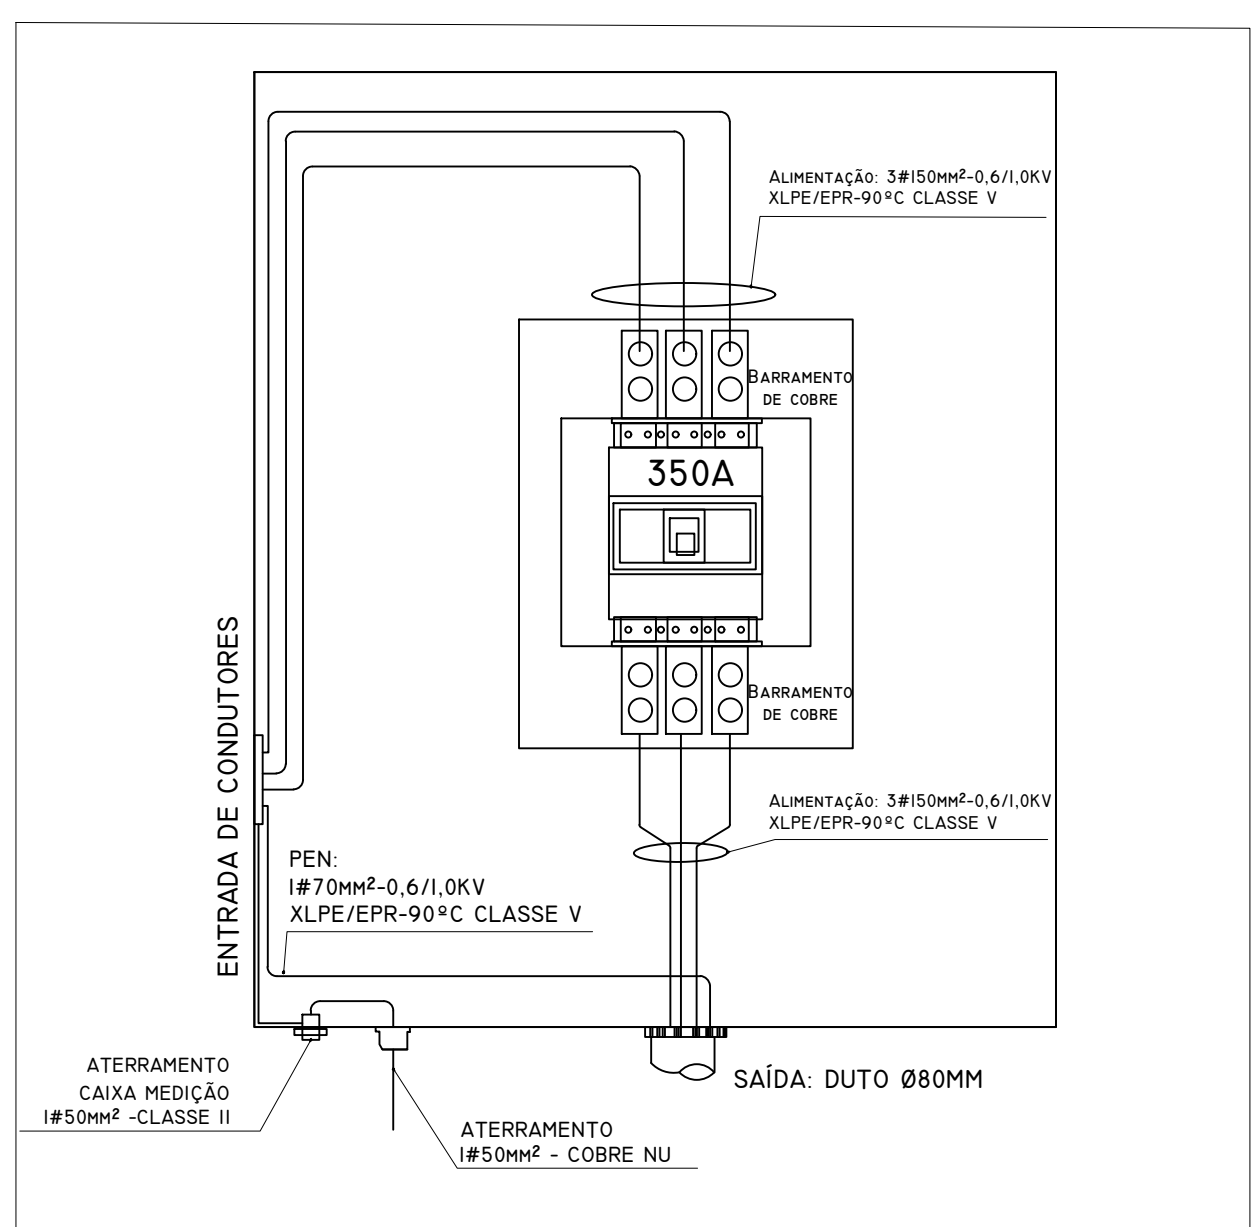 ALIMENTAÇÃO: 3#150MM²-0,6/1,0KV
XLPE/EPR-90ºC CLASSE V
BARRAMENTO
DE COBRE
350A
BARRAMENTO
DE COBRE
ENTRADA DE CONDUTORES
ALIMENTAÇÃO: 3#150MM²-0,6/1,0KV
XLPE/EPR-90ºC CLASSE V
PEN:
1#70MM²-0,6/1,0KV
XLPE/EPR-90ºC CLASSE V
ATERRAMENTO
CAIXA MEDIÇÃO
1#50MM² -CLASSE II
SAÍDA: DUTO Ø80MM
ATERRAMENTO
1#50MM² - COBRE NU